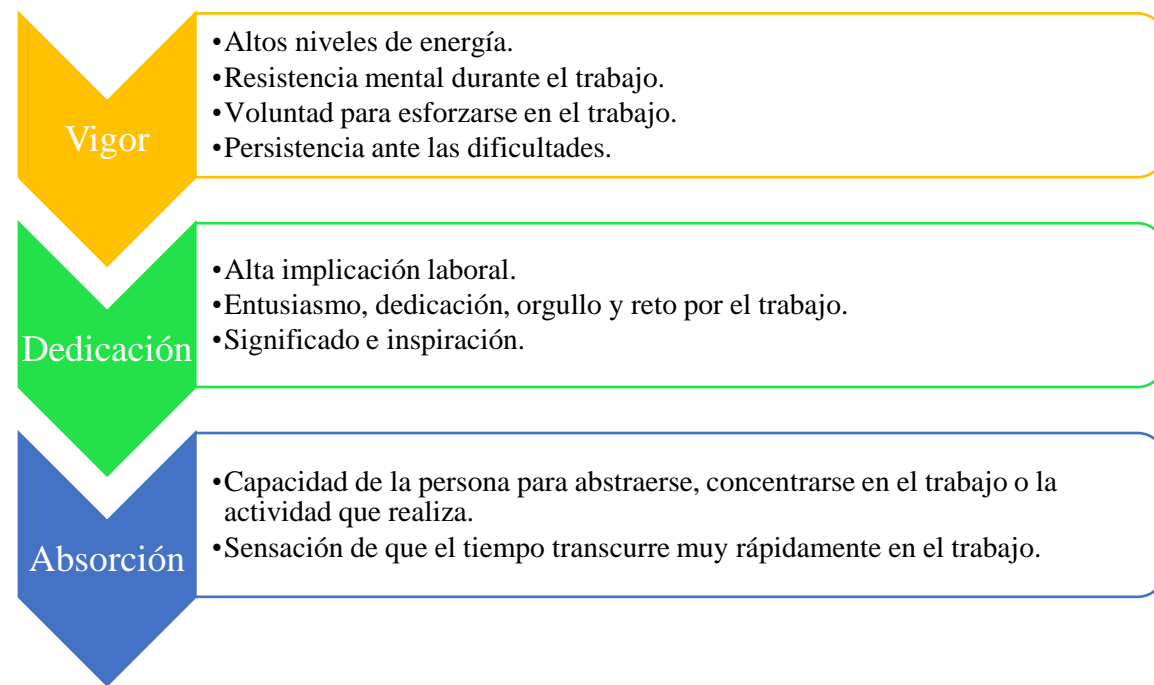 Vigor
•Altos niveles de energía.
•Resistencia mental durante el trabajo.
•Voluntad para esforzarse en el trabajo.
•Persistencia ante las dificultades.
Dedicación
•Alta implicación laboral.
•Entusiasmo, dedicación, orgullo y reto por el trabajo.
•Significado e inspiración.
Absorción
•Capacidad de la persona para abstraerse, concentrarse en el trabajo o la
actividad que realiza.
•Sensación de que el tiempo transcurre muy rápidamente en el trabajo.